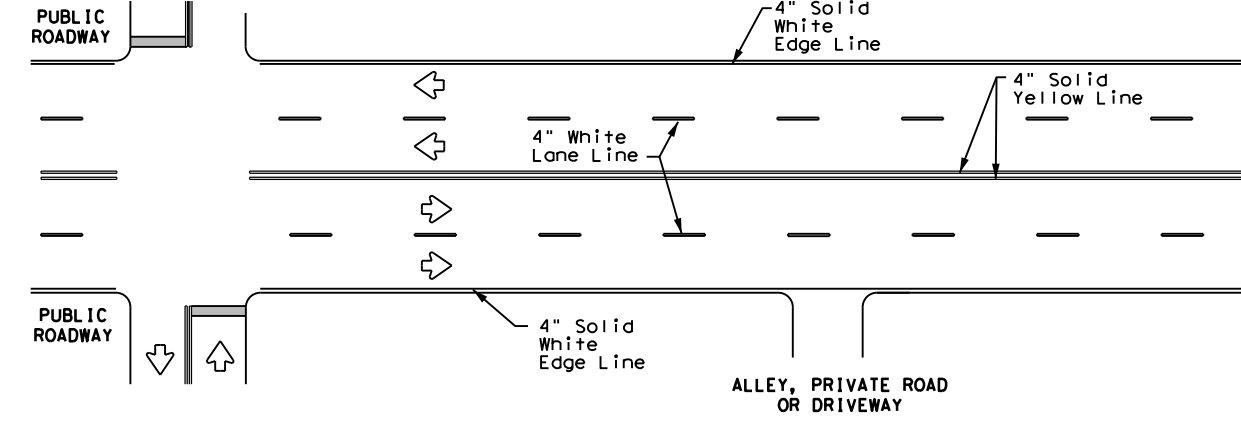 PUBLIC
ROADWAY
4" Solid
White
Edge Line
4" Solid
Yellow Line
4" White
Lane Line
PUBLIC
ROADWAY
4" Solid
White
Edge Line
ALLEY, PRIVATE ROAD
OR DRIVEWAY